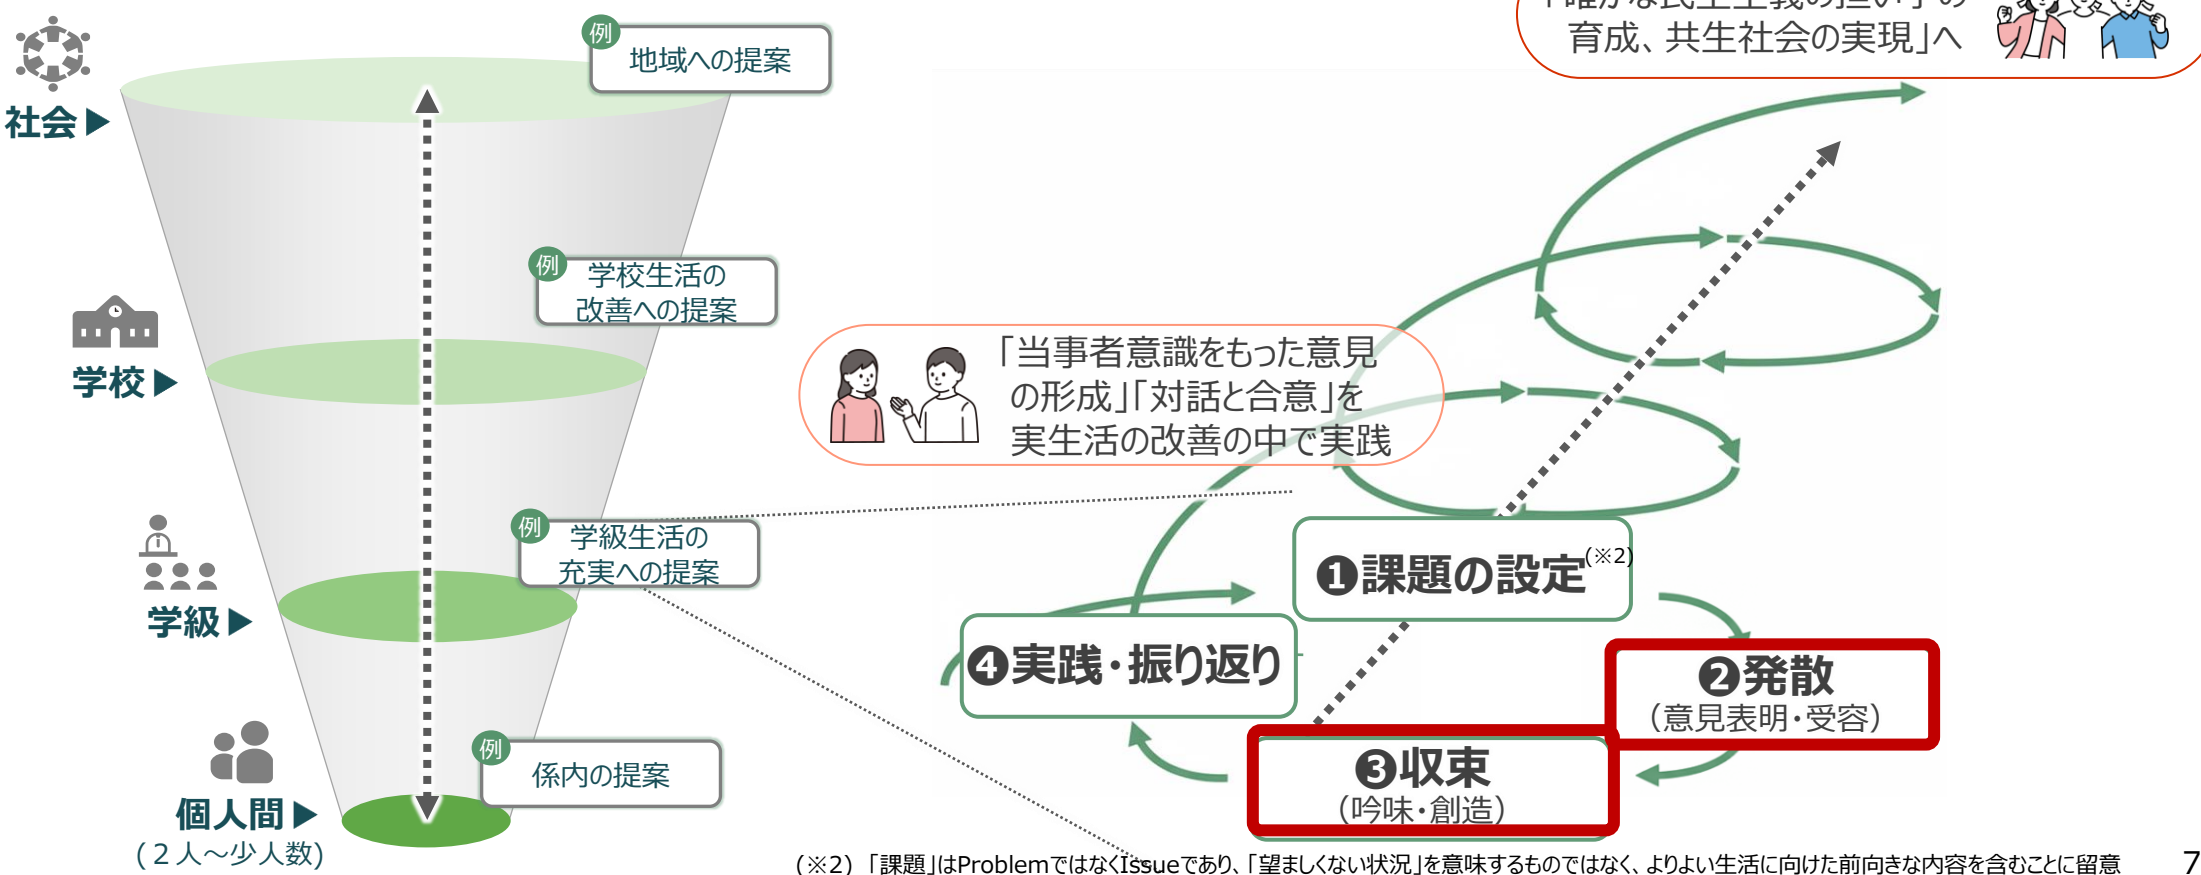 育成、共生社会の実現」へ
社会▶
例
地域への提案
例
学校生活の
改善への提案
学校▶
「当事者意識をもった意見
の形成」「対話と合意」を
実生活の改善の中で実践
例
学級生活の
充実への提案
学級▶
❶課題の設定(※2)
❷発散
(意見表明・受容)
❸収束
(吟味・創造)
❹実践・振り返り
例
係内の提案
個人間▶
(２人～少人数)
(※2) 「課題」はProblemではなくIssueであり、「望ましくない状況」を意味するものではなく、よりよい生活に向けた前向きな内容を含むことに留意
7